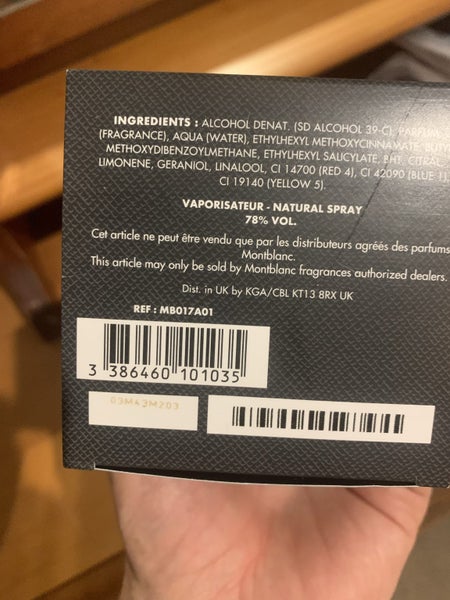 INGREDIENTS : ALCOHOL DENAT. (SD ALCOHOL 39-C), PARFUM
(FRAGRANCE), AQUA (WATER), ETHYLHEXYL METHOXYCINNAMATE, BUTY
METHOXYDIBENZOYLMETHANE, ETHYLHEXYL SALICYLATE, BHT, CITRAL,
LIMONENE, GERANIOL, LINALOOL, CI 14700 (RED 4), CI 42090 (BLUE 1)
CI 19140 (YELLOW 5).
VAPORISATEUR - NATURAL SPRAY
78% VOL.
Cet article ne peut être vendu que par les distributeurs agréés des parfums
Montblanc.
This article may only be sold by Montblanc fragrances authorized dealers.
Dist. in UK by KGA/CBL KT13 8RX UK
REF : MB017A01
3 386460 101035
03M43M203